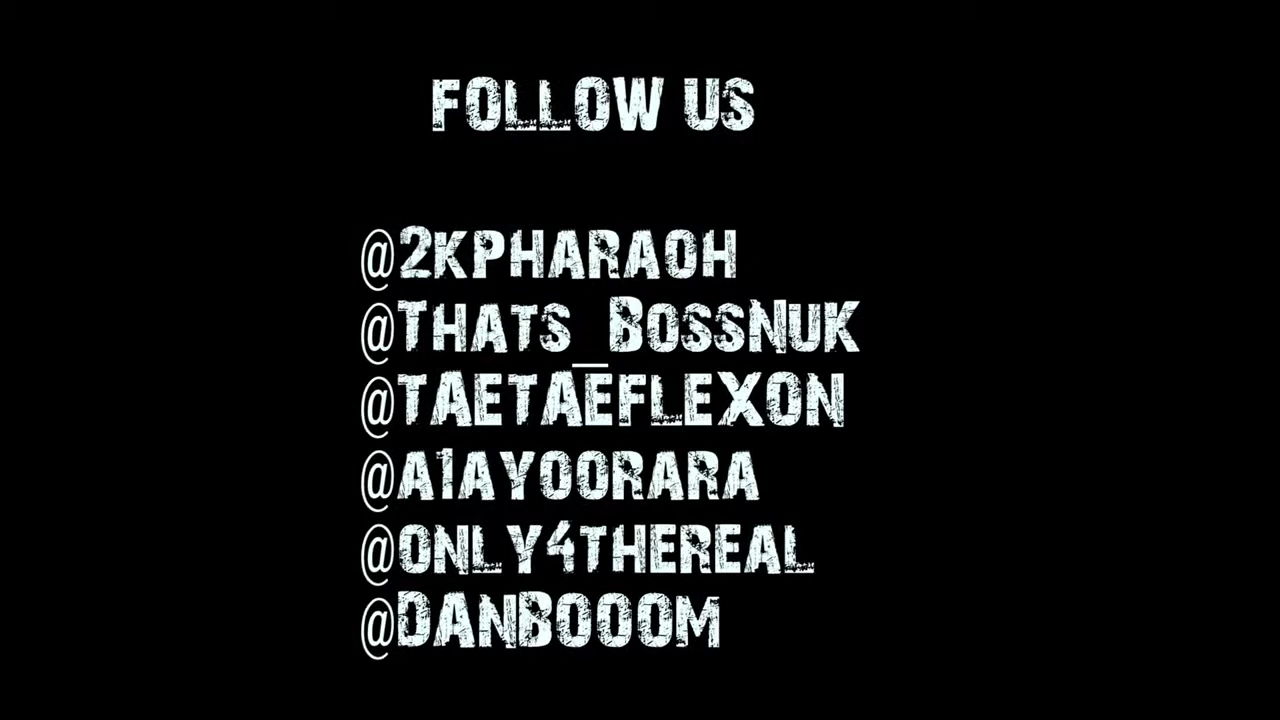 FOLLOW US
@2KPHARAOH
@THATS_BOSSNUK
@TAETAEFLEXON
@A1AYOORARA
@ONLY4THEREAL
@DANBOOOM